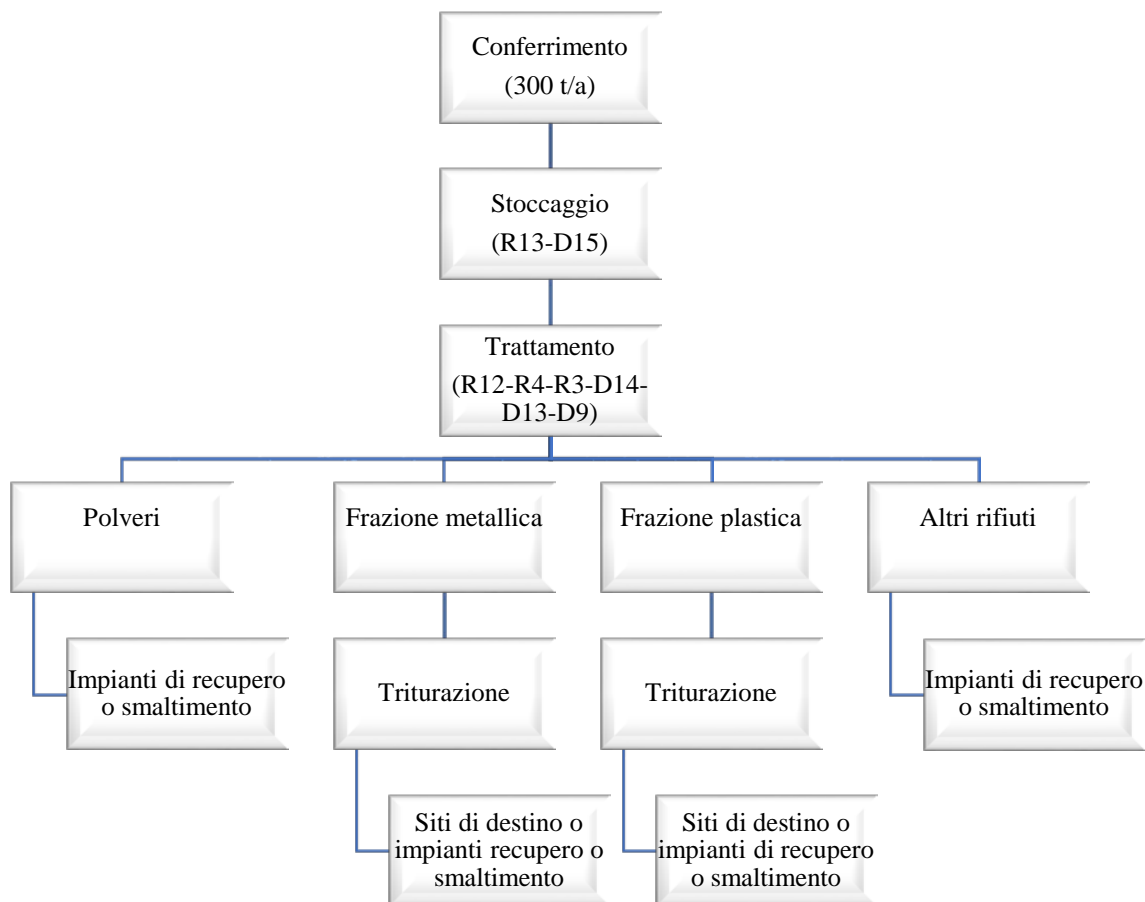 Conferrimento
(300 t/a)
Stoccaggio
(R13-D15)
Trattamento
(R12-R4-R3-D14-
D13-D9)
Polveri
Frazione metallica
Frazione plastica
Altri rifiuti
Impianti di recupero
o smaltimento
Triturazione
Triturazione
Impianti di recupero
o smaltimento
Siti di destino o
impianti recupero o
smaltimento
Siti di destino o
impianti di recupero
o smaltimento